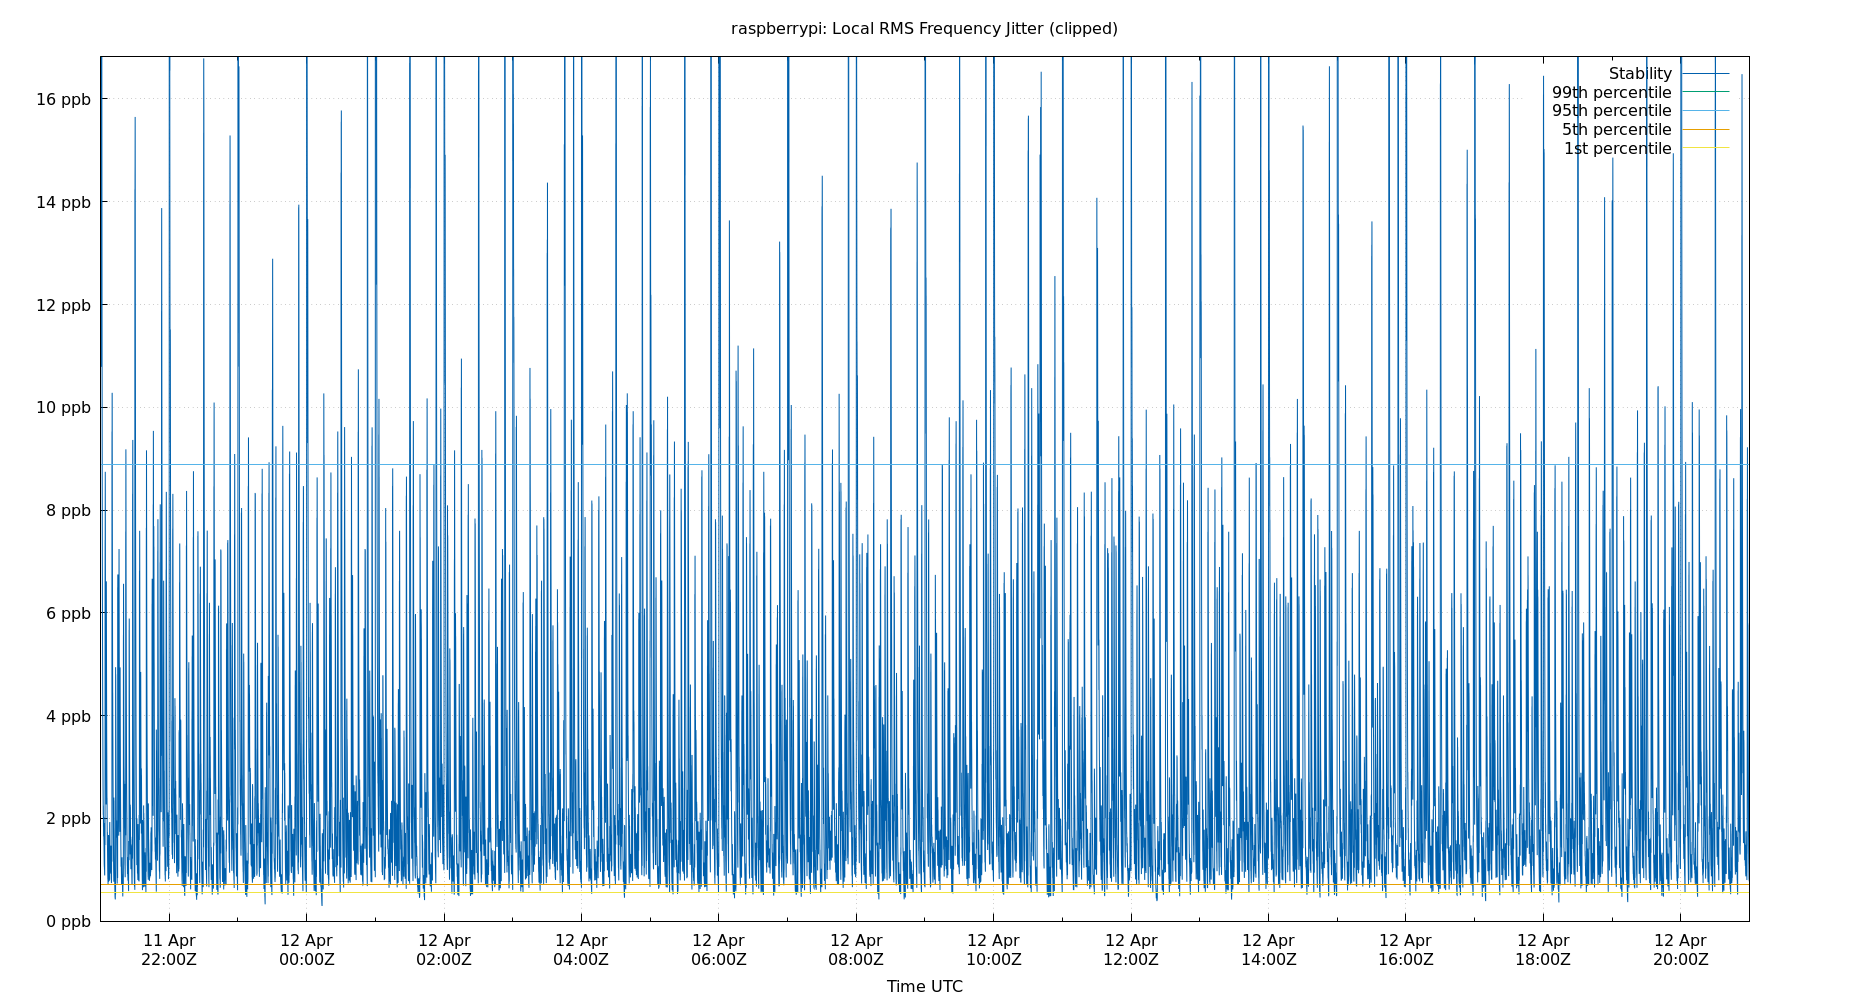 raspberrypi: Local RMS Frequency Jitter (clipped)
Stability
99th percentile
95th percentile
5th percentile
1st percentile
16 ppb
14 ppb
12 ppb
10 ppb
8 ppb
6 ppb
4 ppb
2 ppb
0 ppb
11 Apr 12 Apr 12 Apr 12 Apr 12 Apr 12 Apr 12 Apr 12 Apr 12 Apr 12 Apr 12 Apr 12 Apr
22:00Z 00:00Z 02:00Z 04:00Z 06:00Z 08:00Z 10:00Z 12:00Z 14:00Z 16:00Z 18:00Z 20:00Z
Time UTC